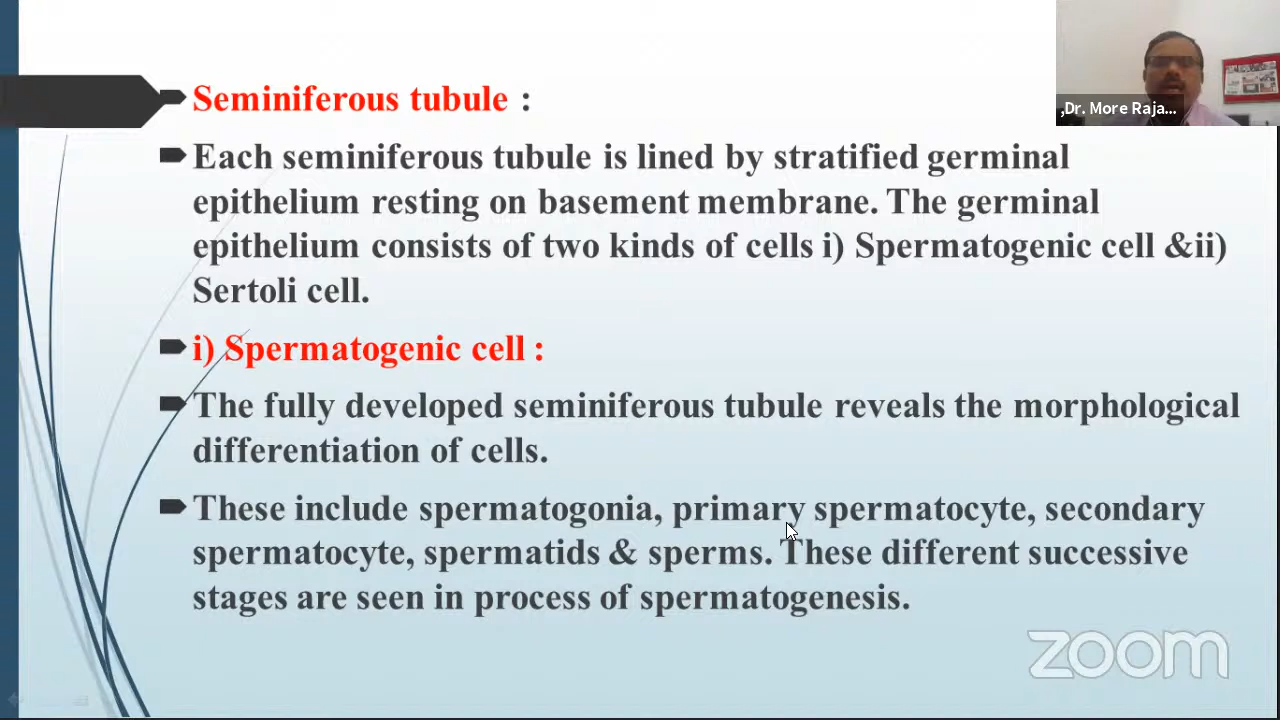 ,Dr. More Raja...
Seminiferous tubule :
Each seminiferous tubule is lined by stratified germinal
epithelium resting on basement membrane. The germinal
epithelium consists of two kinds of cells i) Spermatogenic cell &ii)
Sertoli cell.
i) Spermatogenic cell :
The fully developed seminiferous tubule reveals the morphological
differentiation of cells.
These include spermatogonia, primary spermatocyte, secondary
spermatocyte, spermatids & sperms. These different successive
stages are seen in process of spermatogenesis.
zoom